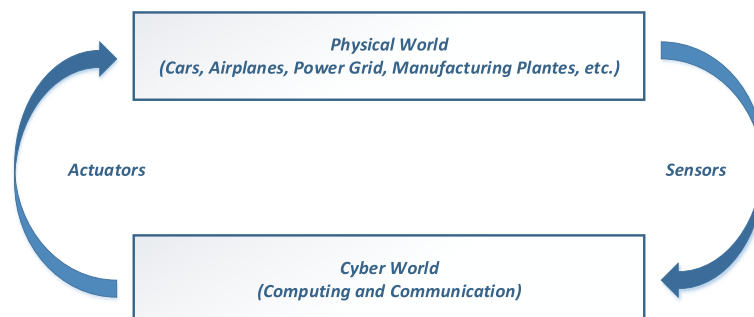 Physical World
(Cars, Airplanes, Power Grid, Manufacturing Plantes, etc.)
Actuators
Sensors
Cyber World
(Computing and Communication)